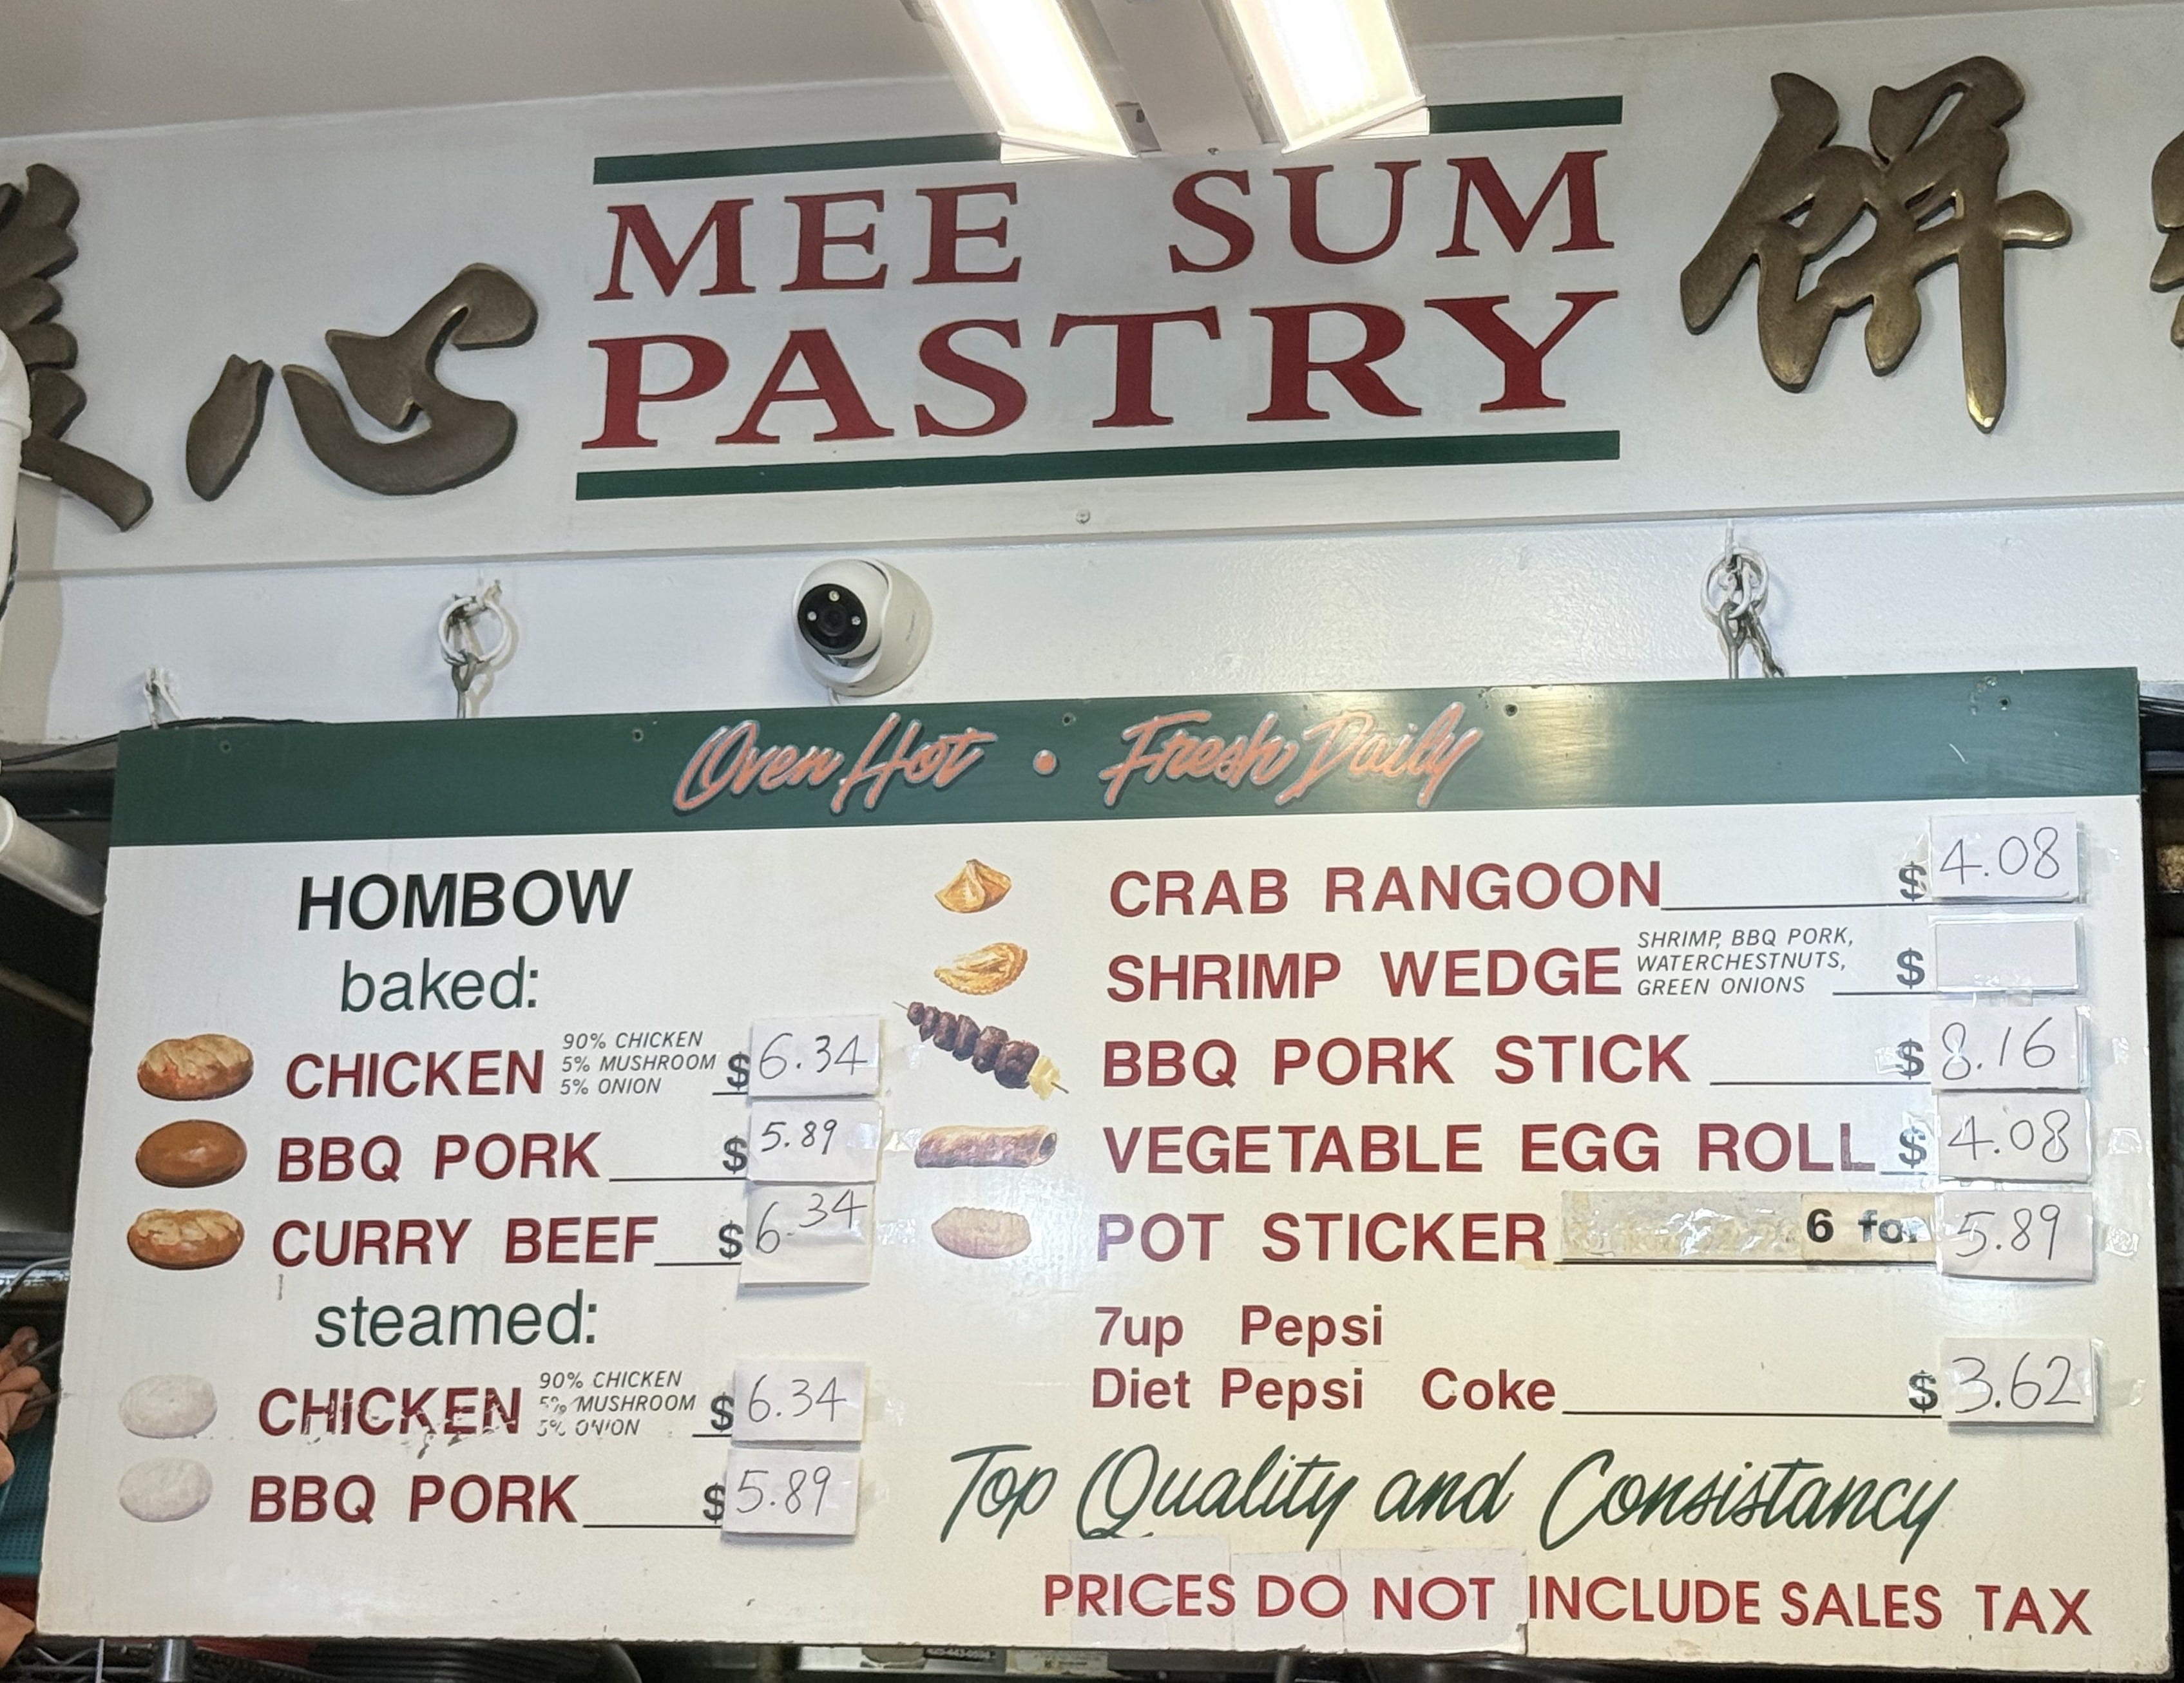 心
MEE SUM
PASTRY
餅
Oven Hot • Fresh Daily
HOMBOW
baked:
CHICKEN 90% CHICKEN
5% MUSHROOM
5% ONION $6.34
BBQ PORK $5.89
CURRY BEEF $6.34
steamed:
CHICKEN 90% CHICKEN
5% MUSHROOM
5% ONION $6.34
BBQ PORK $5.89
CRAB RANGOON $4.08
SHRIMP WEDGE SHRIMP, BBQ PORK,
WATERCHESTNUTS,
GREEN ONIONS $
BBQ PORK STICK $8.16
VEGETABLE EGG ROLL $4.08
POT STICKER 6 for 5.89
7up Pepsi
Diet Pepsi Coke $3.62
Top Quality and Consistancy
PRICES DO NOT INCLUDE SALES TAX